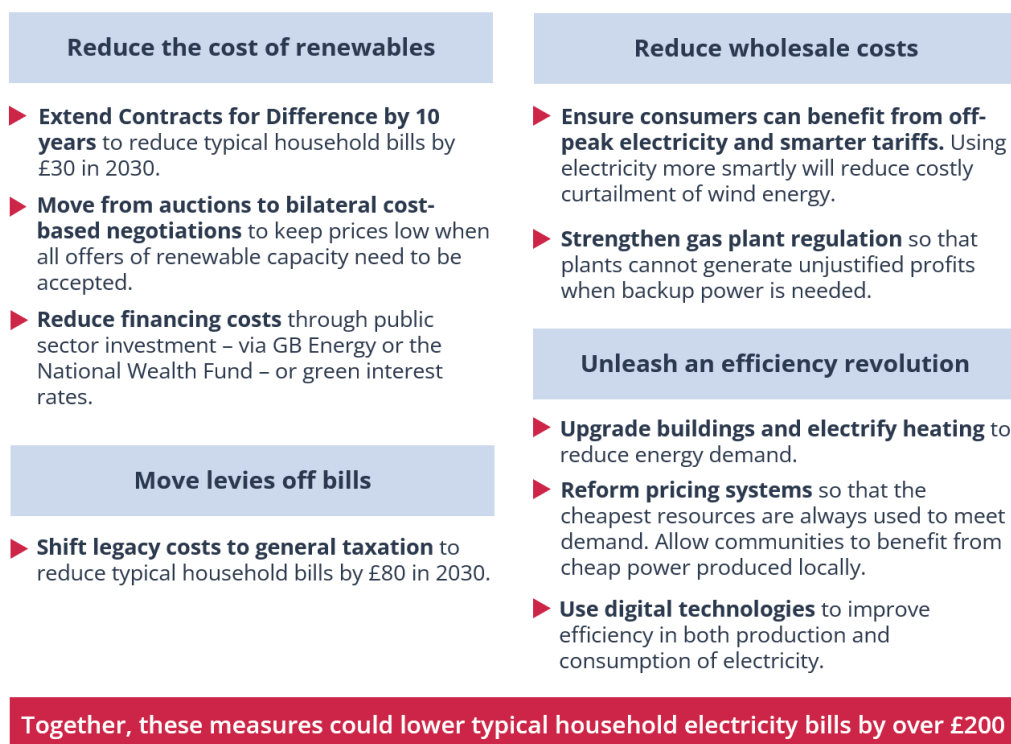 Reduce the cost of renewables
Extend Contracts for Difference by 10
years to reduce typical household bills by
£30 in 2030.
Move from auctions to bilateral cost-
based negotiations to keep prices low when
all offers of renewable capacity need to be
accepted.
Reduce financing costs through public
sector investment – via GB Energy or the
National Wealth Fund – or green interest
rates.
Move levies off bills
Shift legacy costs to general taxation to
reduce typical household bills by £80 in 2030.
Reduce wholesale costs
Ensure consumers can benefit from off-
peak electricity and smarter tariffs. Using
electricity more smartly will reduce costly
curtailment of wind energy.
Strengthen gas plant regulation so that
plants cannot generate unjustified profits
when backup power is needed.
Unleash an efficiency revolution
Upgrade buildings and electrify heating to
reduce energy demand.
Reform pricing systems so that the
cheapest resources are always used to meet
demand. Allow communities to benefit from
cheap power produced locally.
Use digital technologies to improve
efficiency in both production and
consumption of electricity.
Together, these measures could lower typical household electricity bills by over £200